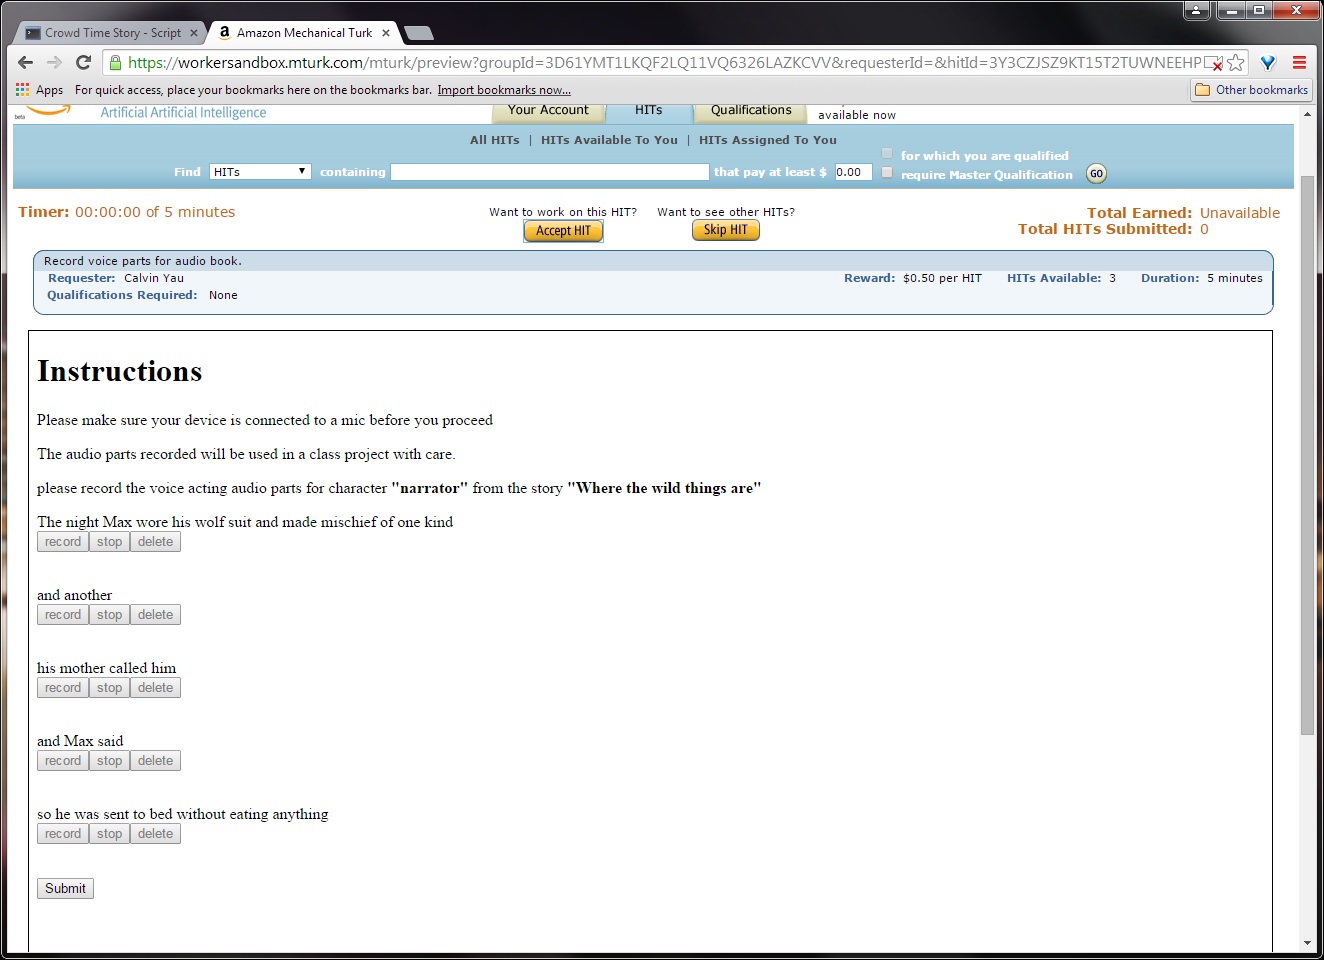 Crowd Time Story - Script
Amazon Mechanical Turk
https://workersandbox.mturk.com/mturk/preview?groupId=3D61YMT1LKQF2LQ11VQ6326LAZKCVV&requesterId=&hitId=3Y3CZJSZ9KT15T2TUWNEEHP
Apps For quick access, place your bookmarks here on the bookmarks bar. Import bookmarks now... Other bookmarks
beta Artificial Artificial Intelligence
Your Account HITs Qualifications
available now
All HITs | HITs Available To You | HITs Assigned To You
for which you are qualified
Find HITs containing that pay at least $ 0.00 require Master Qualification GO
Timer: 00:00:00 of 5 minutes
Want to work on this HIT? Want to see other HITs?
Accept HIT Skip HIT
Total Earned: Unavailable
Total HITs Submitted: 0
Record voice parts for audio book.
Requester: Calvin Yau Reward: $0.50 per HIT HITs Available: 3 Duration: 5 minutes
Qualifications Required: None
Instructions
Please make sure your device is connected to a mic before you proceed
The audio parts recorded will be used in a class project with care.
please record the voice acting audio parts for character "narrator" from the story "Where the wild things are"
The night Max wore his wolf suit and made mischief of one kind
record stop delete
and another
record stop delete
his mother called him
record stop delete
and Max said
record stop delete
so he was sent to bed without eating anything
record stop delete
Submit